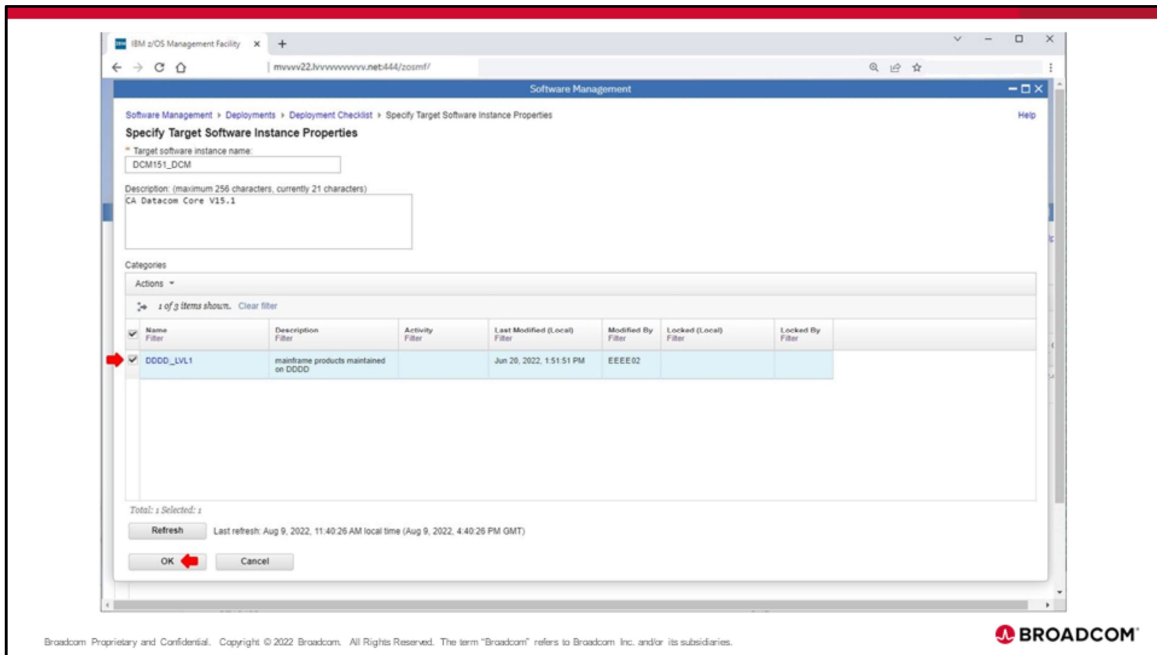 IBM z/OS Management Facility
mvvvv22.lvvvvvvvvvv.net:444/zosmf/
Software Management
Software Management ▸ Deployments ▸ Deployment Checklist ▸ Specify Target Software Instance Properties
Help
Specify Target Software Instance Properties
* Target software instance name:
DCM151_DCM
Description: (maximum 256 characters, currently 21 characters)
CA Datacom Core V15.1
Categories
Actions
1 of 3 items shown. Clear filter
Name Description Activity Last Modified (Local) Modified By Locked (Local) Locked By
Filter Filter Filter Filter Filter Filter Filter
DDDD_LVL1 mainframe products maintained Jun 20, 2022, 1:51:51 PM EEEE02
on DDDD
Total: 1 Selected: 1
Refresh Last refresh: Aug 9, 2022, 11:40:26 AM local time (Aug 9, 2022, 4:40:26 PM GMT)
OK Cancel
Broadcom Proprietary and Confidential. Copyright © 2022 Broadcom. All Rights Reserved. The term "Broadcom" refers to Broadcom Inc. and/or its subsidiaries.
BROADCOM